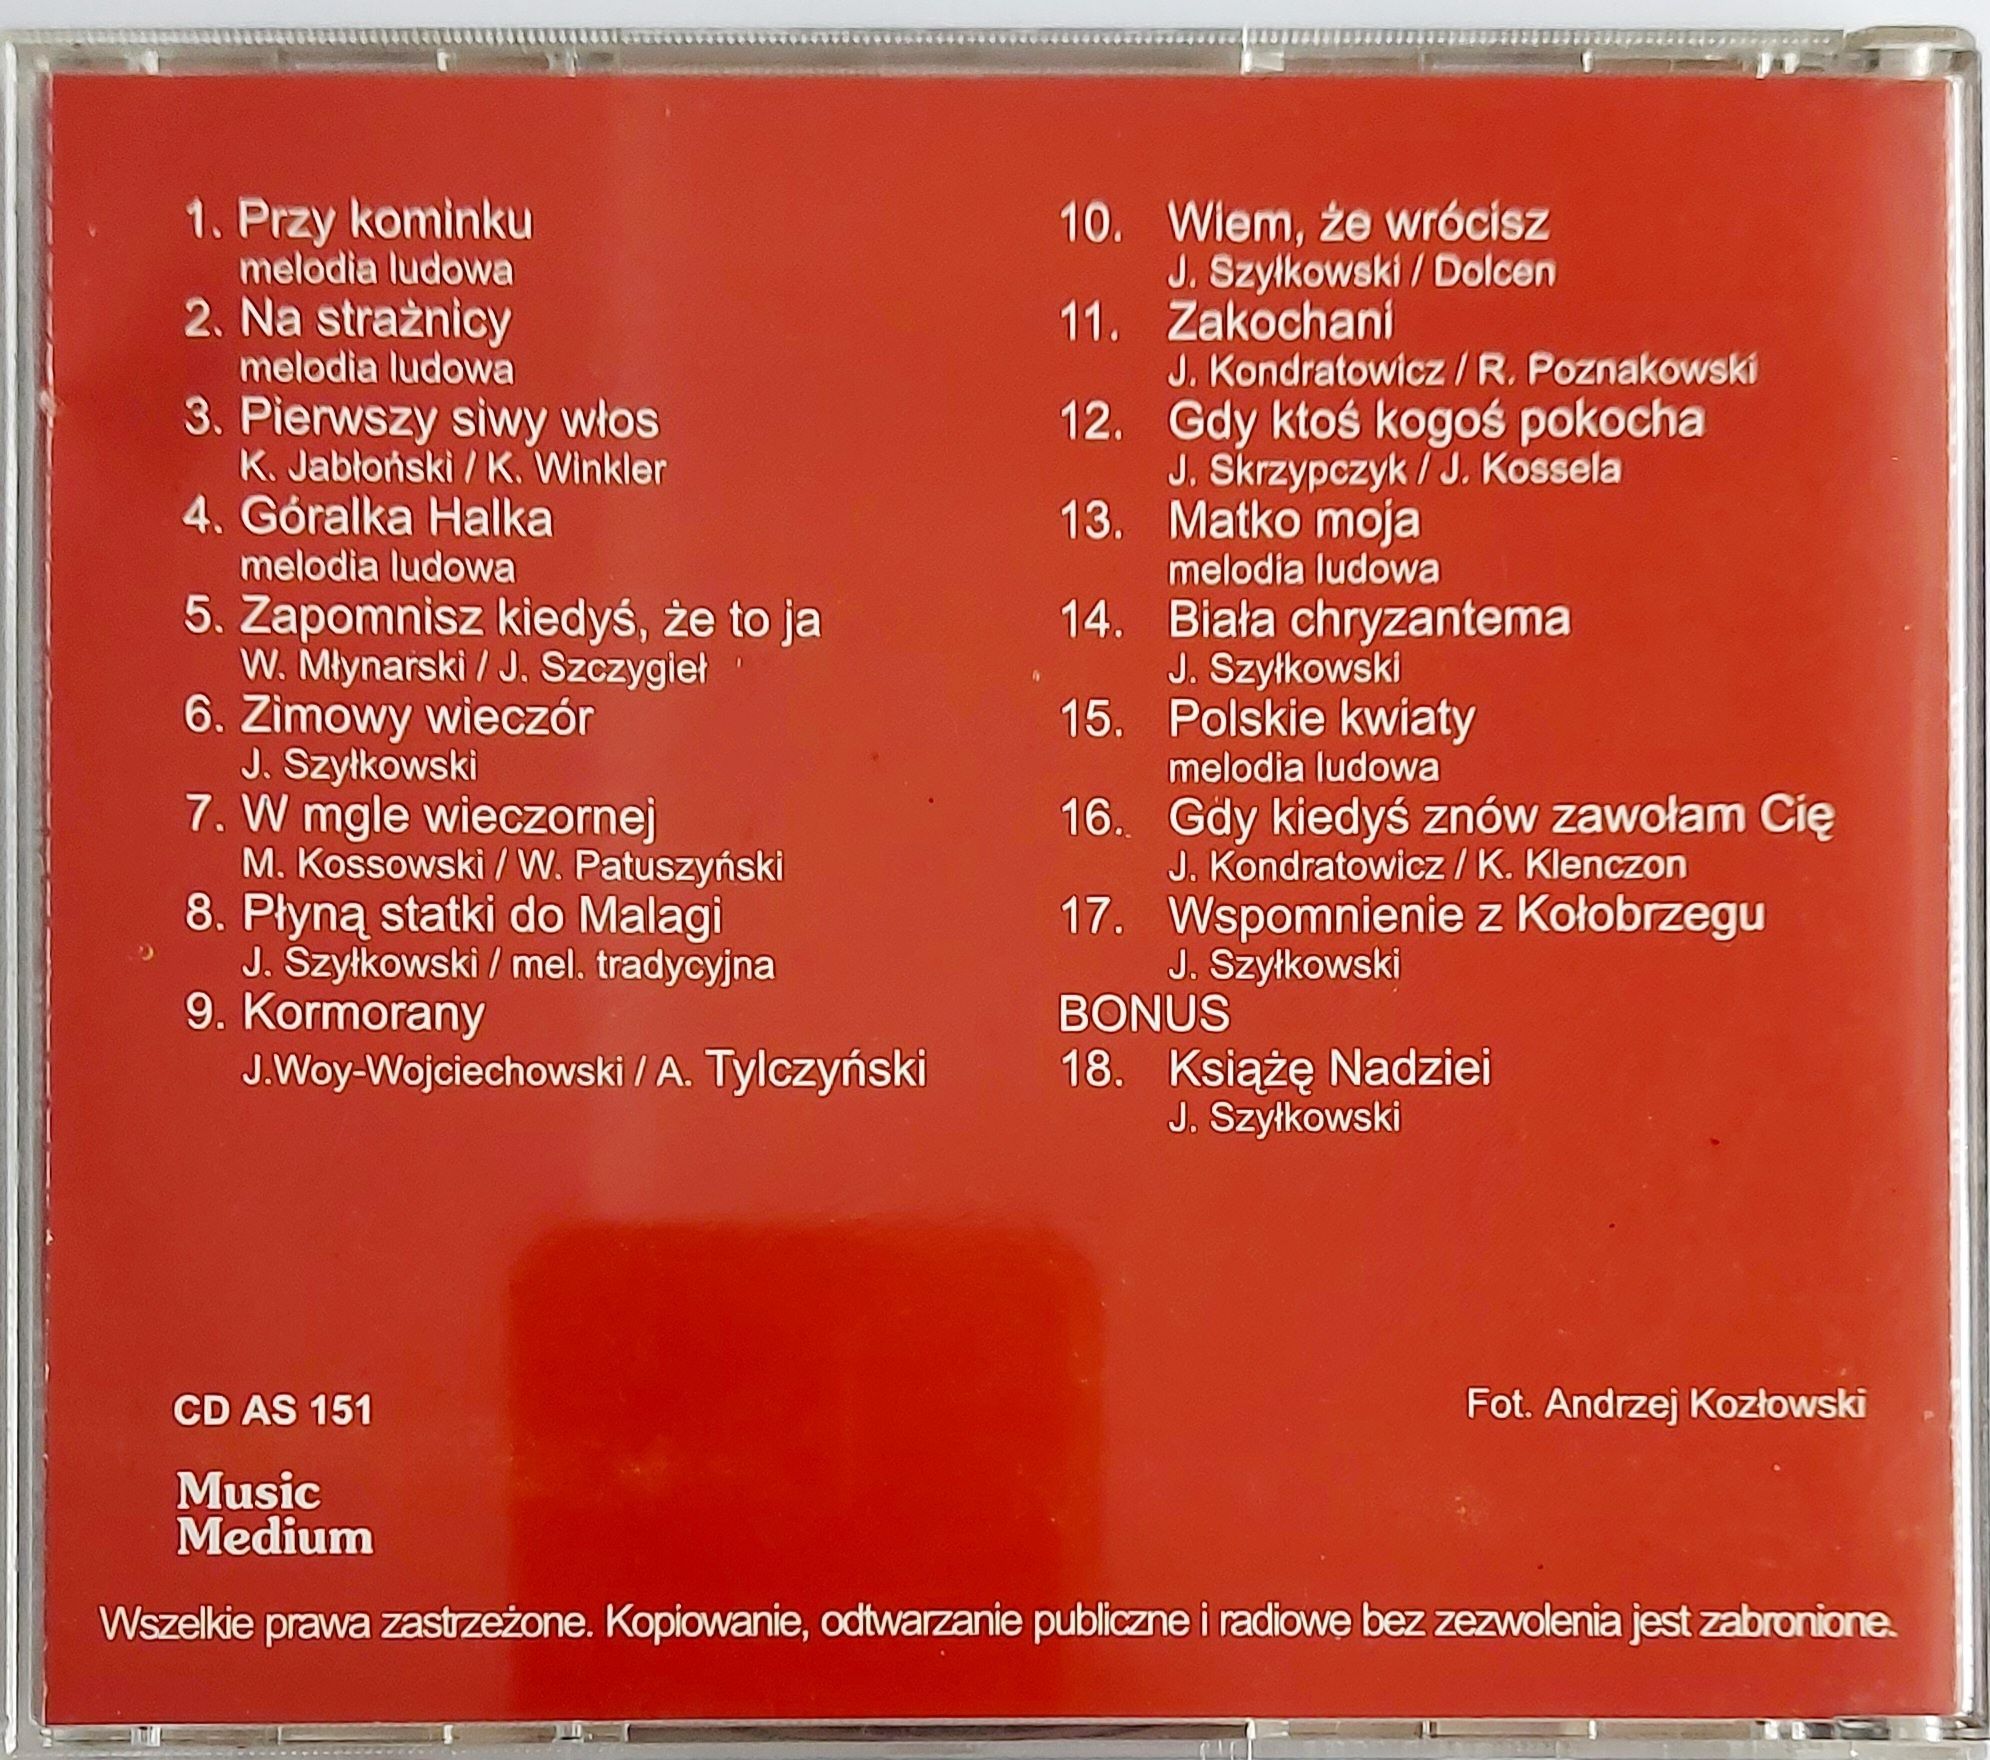 1. Przy kominku
melodia ludowa
2. Na strażnicy
melodia ludowa
3. Pierwszy siwy włos
K. Jabłoński / K. Winkler
4. Góralka Halka
melodia ludowa
5. Zapomnisz kiedyś, że to ja
W. Młynarski / J. Szczygieł
6. Zimowy wieczór
J. Szyłkowski
7. W mgle wieczornej
M. Kossowski / W. Patuszyński
8. Płyną statki do Malagi
J. Szyłkowski / mel. tradycyjna
9. Kormorany
J.Woy-Wojciechowski / A. Tylczyński
10. Wiem, że wrócisz
J. Szyłkowski / Dolcen
11. Zakochani
J. Kondratowicz / R. Poznakowski
12. Gdy ktoś kogoś pokocha
J. Skrzypczyk / J. Kossela
13. Matko moja
melodia ludowa
14. Biała chryzantema
J. Szyłkowski
15. Polskie kwiaty
melodia ludowa
16. Gdy kiedyś znów zawołam Cię
J. Kondratowicz / K. Klenczon
17. Wspomnienie z Kołobrzegu
J. Szyłkowski
BONUS
18. Książę Nadziei
J. Szyłkowski
CD AS 151
Fot. Andrzej Kozłowski
Music
Medium
Wszelkie prawa zastrzeżone. Kopiowanie, odtwarzanie publiczne i radiowe bez zezwolenia jest zabronione.